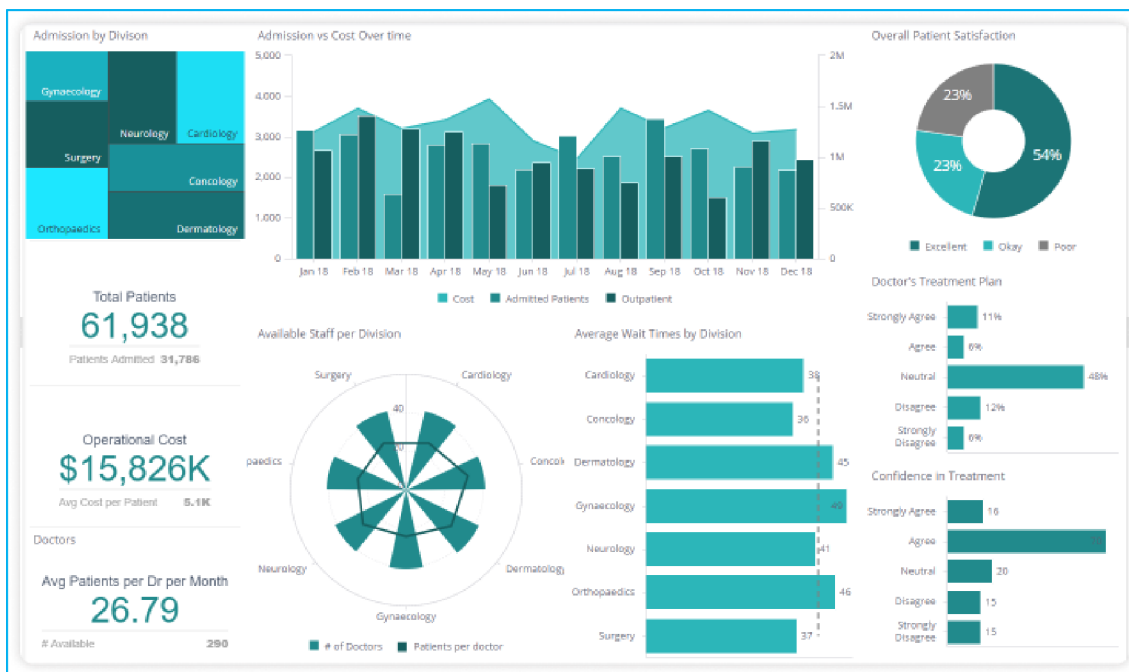 Admission by Divison
Gynaecology
Surgery
Orthopaedics
Neurology
Cardiology
Concology
Dermatology
Total Patients
61,938
Patients Admitted 31,786
Operational Cost
$15,826K
Avg Cost per Patient 5.1K
Doctors
Avg Patients per Dr per Month
26.79
# Available 290
Admission vs Cost Over time
5,000
4,000
3,000
2,000
1,000
0
2M
1.5M
1M
500K
0
Jan 18 Feb 18 Mar 18 Apr 18 May 18 Jun 18 Jul 18 Aug 18 Sep 18 Oct 18 Nov 18 Dec 18
Cost Admitted Patients Outpatient
Available Staff per Division
Surgery
Cardiology
paedics
Concol
Neurology
Dermatology
Gynaecology
40
20
# of Doctors Patients per doctor
Average Wait Times by Division
Cardiology 38
Concology 36
Dermatology 45
Gynaecology 49
Neurology 41
Orthopaedics 46
Surgery 37
Overall Patient Satisfaction
23%
23%
54%
Excellent Okay Poor
Doctor's Treatment Plan
Strongly Agree 11%
Agree 6%
Neutral 48%
Disagree 12%
Strongly
Disagree 6%
Confidence in Treatment
Strongly Agree 16
Agree
Neutral 20
Disagree 15
Strongly
Disagree 15